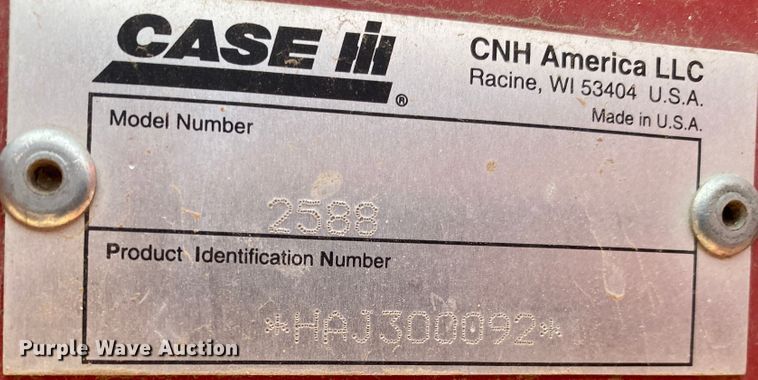 CASE IH ®
CNH America LLC
Racine, WI 53404 U.S.A.
Made in U.S.A.
Model Number
2588
Product Identification Number
*HAJ300092*
Purple Wave Auction